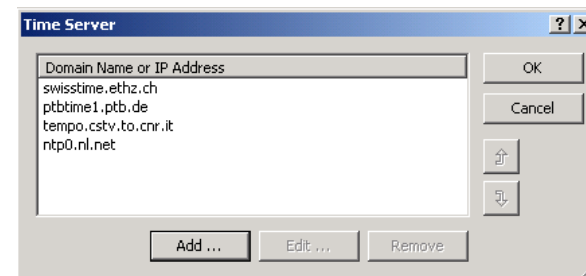 Time Server
Domain Name or IP Address
swisstime.ethz.ch
ptbtime1.ptb.de
tempo.cstv.to.cnr.it
ntp0.nl.net
OK
Cancel
Add ...
Edit ...
Remove